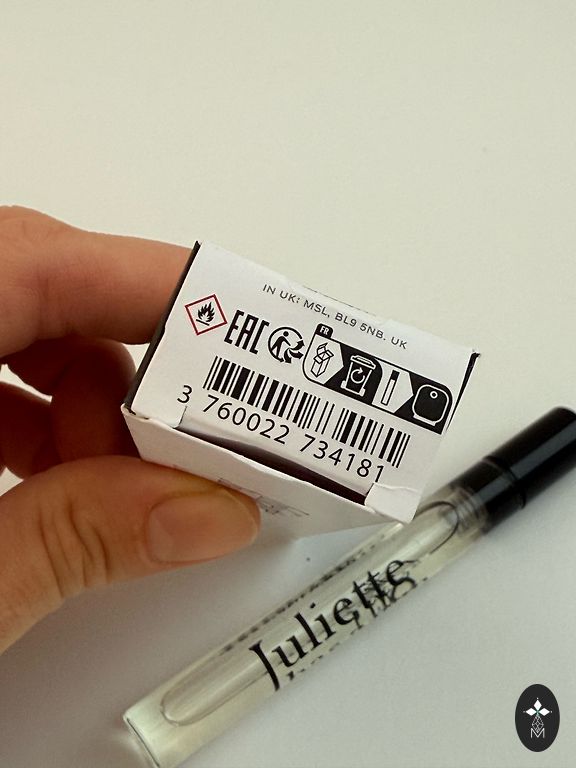 IN UK: MSL, BL9 5NB. UK
EAC
FR
3 760022 734181
Juliette
M